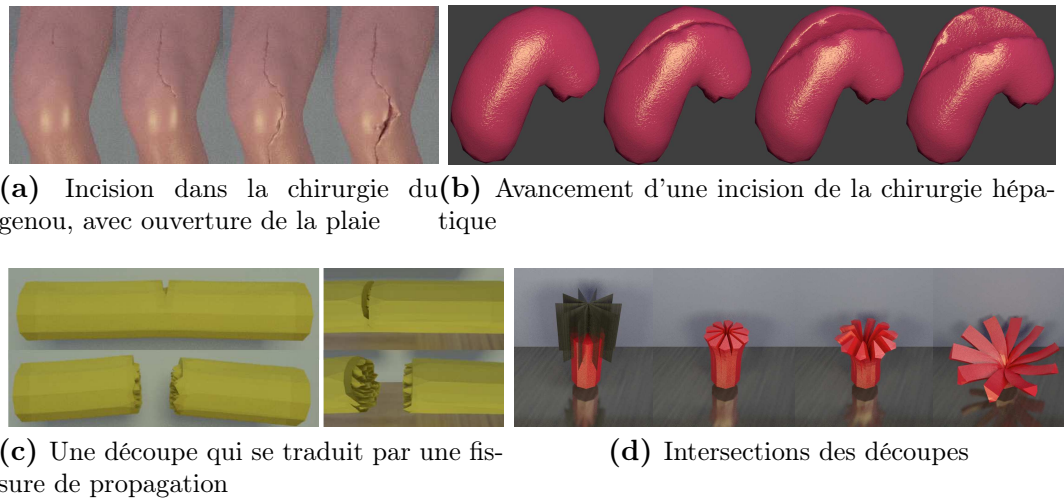 (a) Incision dans la chirurgie du
genou, avec ouverture de la plaie
(b) Avancement d'une incision de la chirurgie hépa-
tique
(c) Une découpe qui se traduit par une fis-
sure de propagation
(d) Intersections des découpes